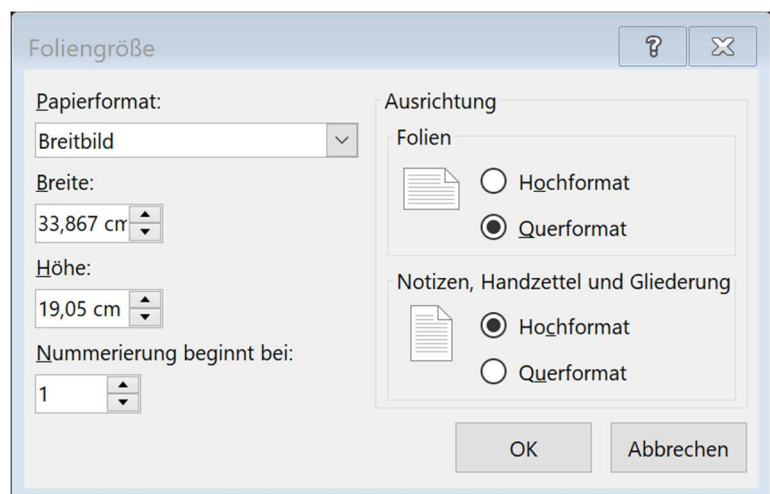 Foliengröße
Papierformat:
Breitbild
Breite:
33,867 cm
Höhe:
19,05 cm
Nummerierung beginnt bei:
1
Ausrichtung
Folien
Hochformat
Querformat
Notizen, Handzettel und Gliederung
Hochformat
Querformat
OK
Abbrechen